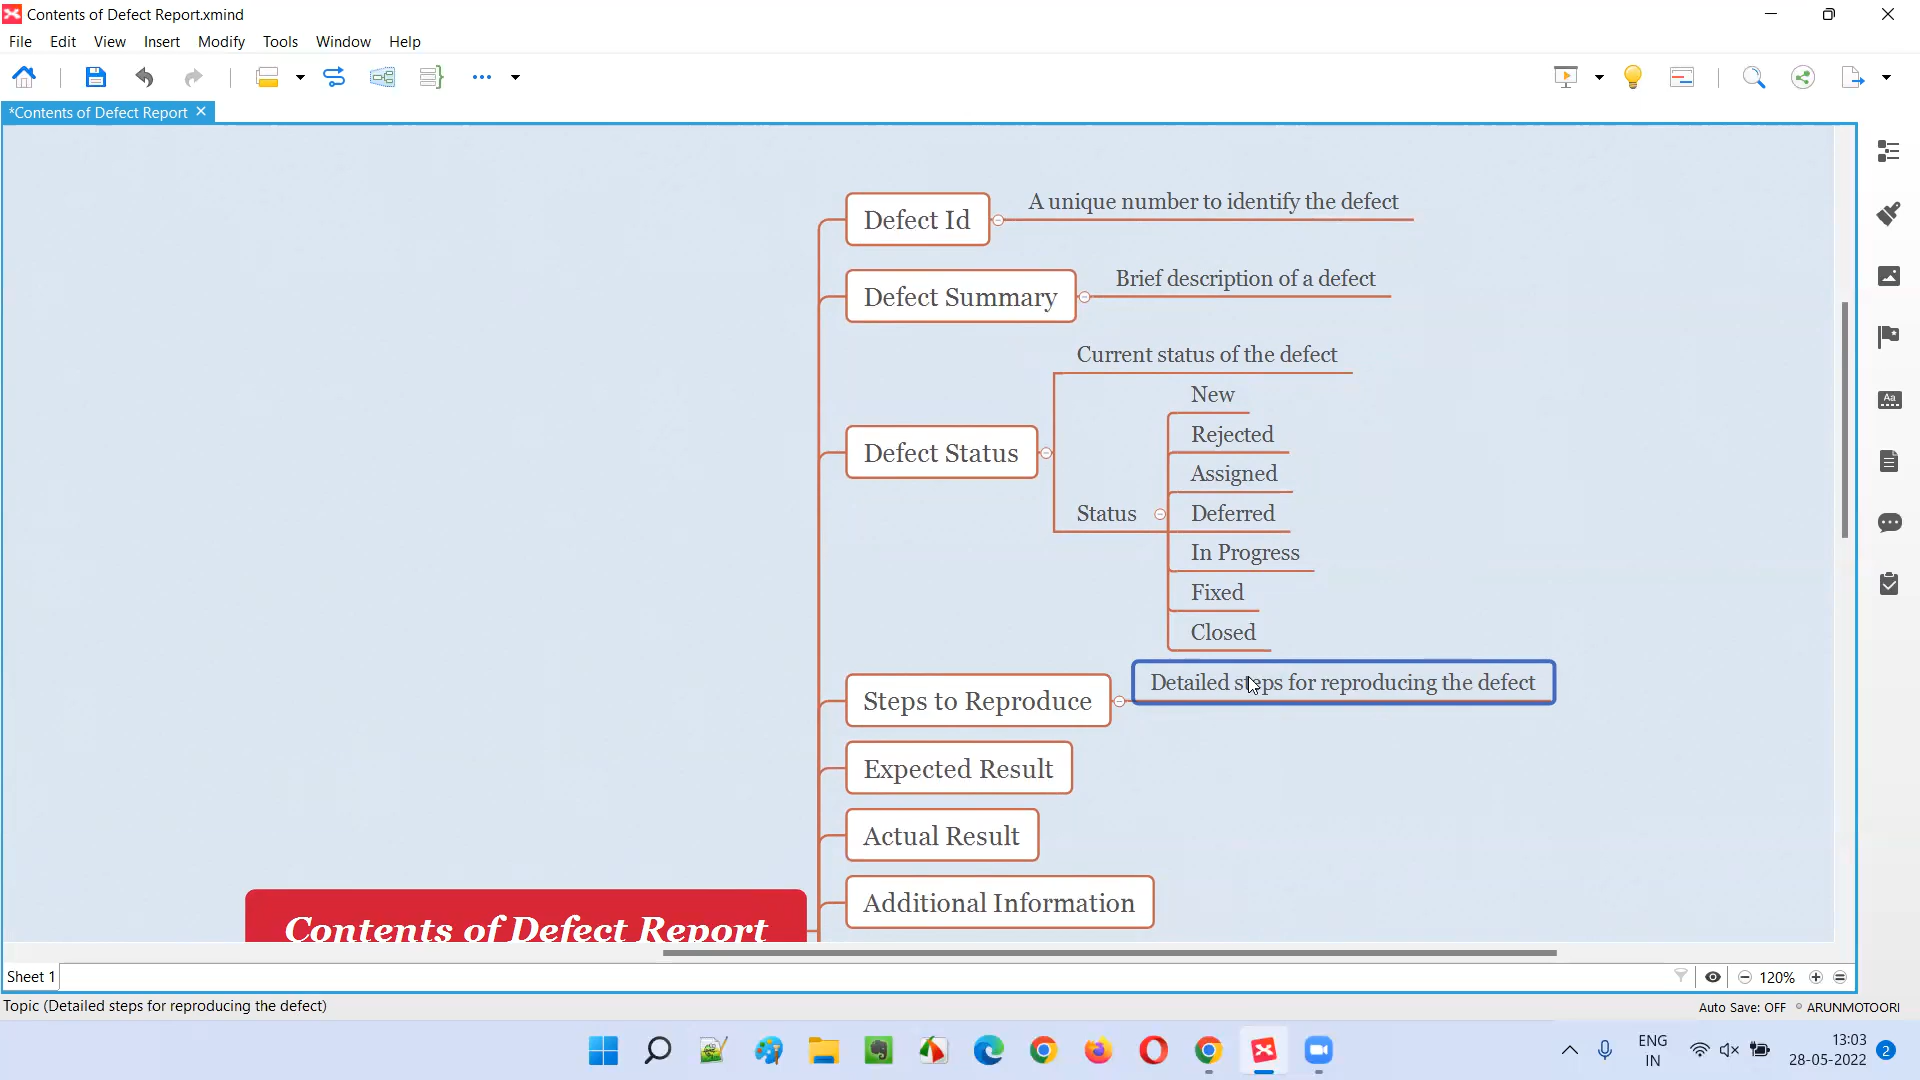 Contents of Defect Report.xmind
File Edit View Insert Modify Tools Window Help
*Contents of Defect Report
Defect Id
A unique number to identify the defect
Defect Summary
Brief description of a defect
Current status of the defect
Defect Status
Status
New
Rejected
Assigned
Deferred
In Progress
Fixed
Closed
Steps to Reproduce
Detailed steps for reproducing the defect
Expected Result
Actual Result
Additional Information
Contents of Defect Report
Aa
Sheet 1
120%
Topic (Detailed steps for reproducing the defect)
Auto Save: OFF
ARUNMOTOORI
ENG
IN
13:03
28-05-2022
2